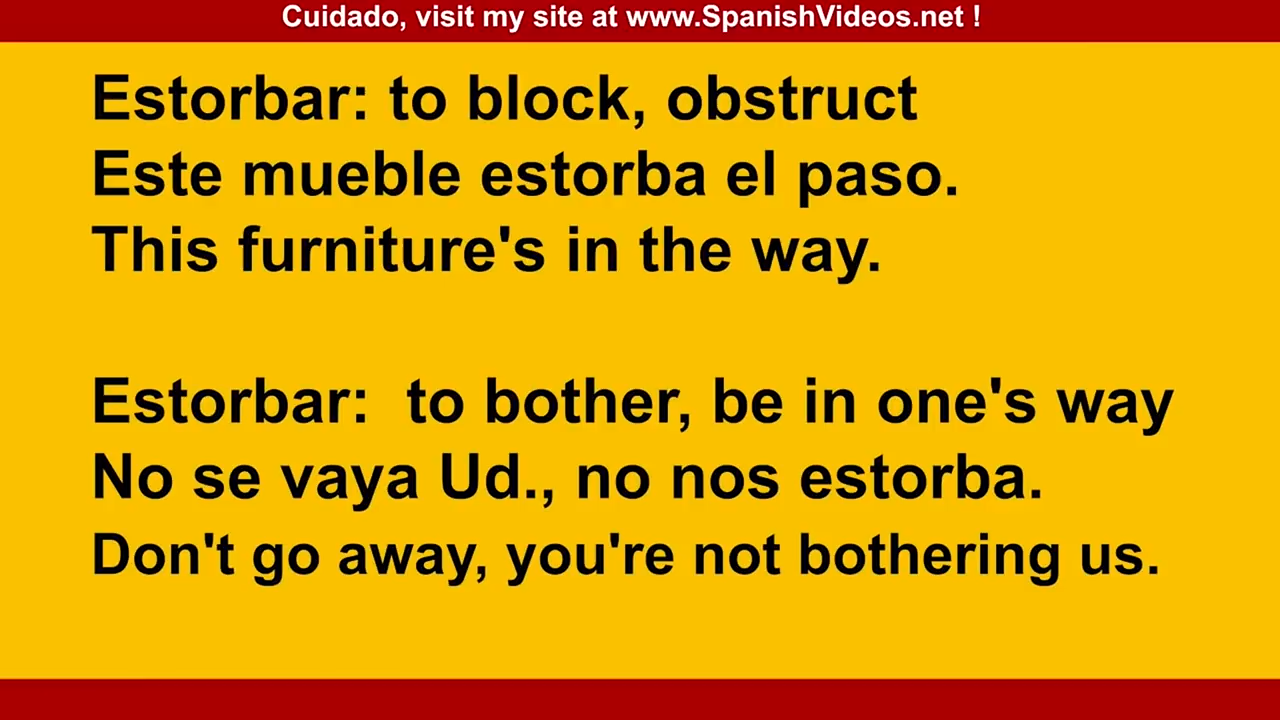 Cuidado, visit my site at www.SpanishVideos.net !
Estorbar: to block, obstruct
Este mueble estorba el paso.
This furniture's in the way.
Estorbar:  to bother, be in one's way
No se vaya Ud., no nos estorba.
Don't go away, you're not bothering us.